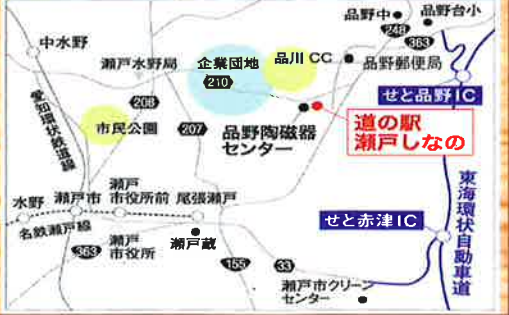 品野中
品野台小
248
363
中水野
瀬戸水野局
企業団地
210
品川 CC
品野郵便局
せと品野IC
愛知環状鉄道線
208
市民公園
207
品野陶磁器
センター
道の駅
瀬戸しなの
水野
瀬戸市
瀬戸
市役所前
尾張瀬戸
名鉄瀬戸線
せと赤津IC
東海環状自動車道
363
瀬戸
市役所
瀬戸蔵
155
33
瀬戸市クリーン
センター